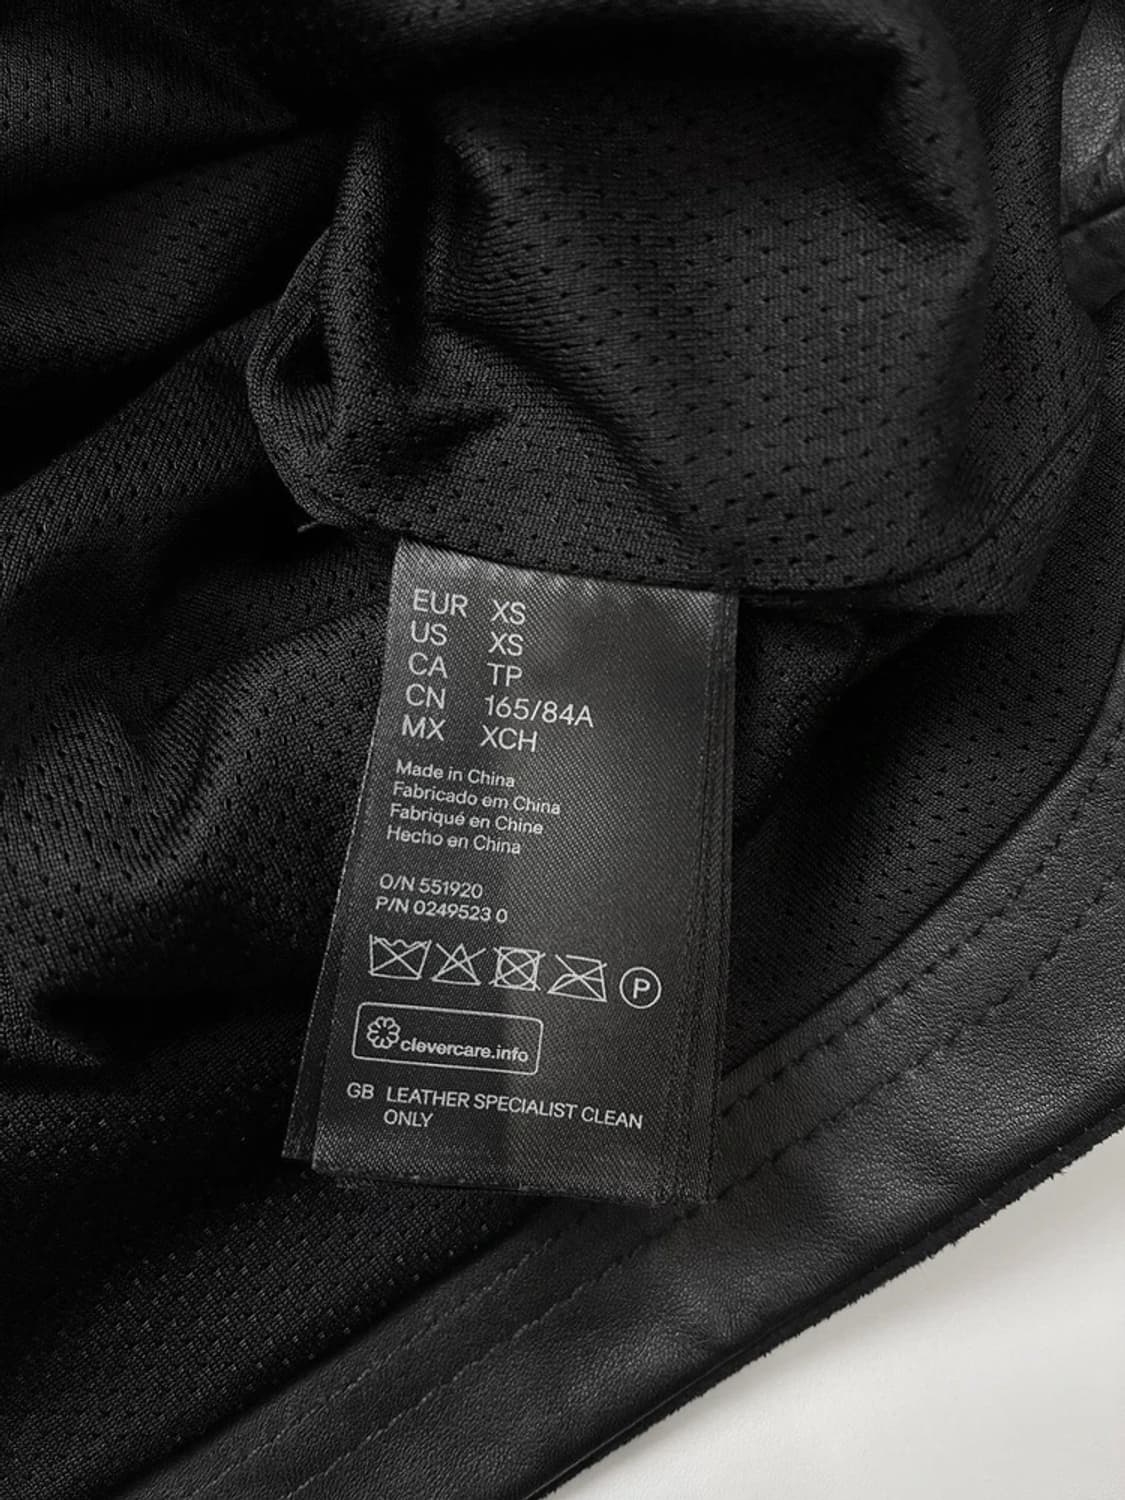 EUR XS
US XS
CA TP
CN 165/84A
MX XCH
Made in China
Fabricado em China
Fabriqué en Chine
Hecho en China
O/N 551920
P/N 0249523 0
P
clevercare.info
GB LEATHER SPECIALIST CLEAN
ONLY